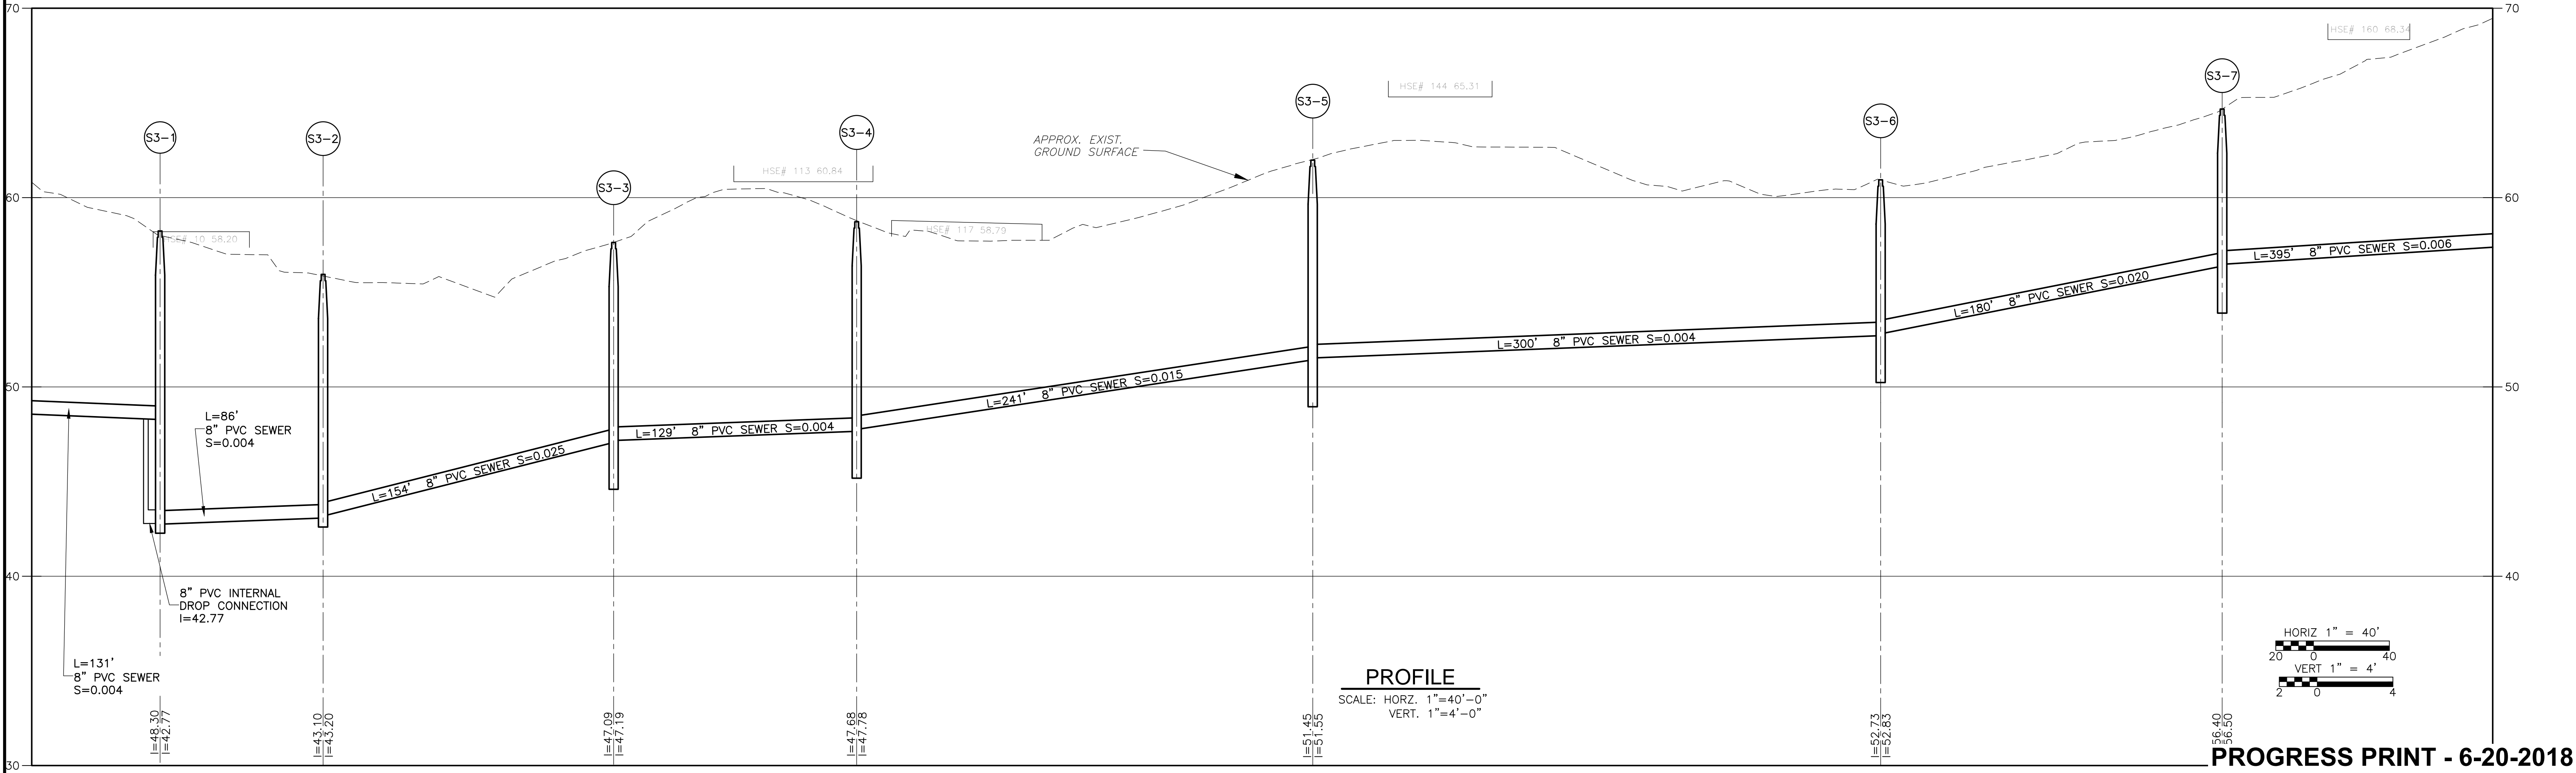 70
70
HSE# 160 68.34
S3-7
HSE# 144 65.31
S3-5
S3-6
S3-4
S3-1
S3-2
APPROX. EXIST.
GROUND SURFACE
HSE# 113 60.84
S3-3
60
60
HSE# 117 58.79
HSE# 10 58.20
L=395' 8" PVC SEWER S=0.006
L=180' 8" PVC SEWER S=0.020
L=300' 8" PVC SEWER S=0.004
50
50
L=241' 8" PVC SEWER S=0.015
L=129' 8" PVC SEWER S=0.004
L=154' 8" PVC SEWER S=0.025
L=86'
8" PVC SEWER
S=0.004
40
40
8" PVC INTERNAL
DROP CONNECTION
I=42.77
L=131'
8" PVC SEWER
S=0.004
HORIZ 1" = 40'
20 0 40
VERT 1" = 4'
2 0 4
PROFILE
SCALE: HORZ. 1"=40'-0"
VERT. 1"=4'-0"
I=48.30
I=42.77
I=43.10
I=43.20
I=47.09
I=47.19
I=47.68
I=47.78
I=51.45
I=51.55
I=52.73
I=52.83
56.40
56.50
30
PROGRESS PRINT - 6-20-2018